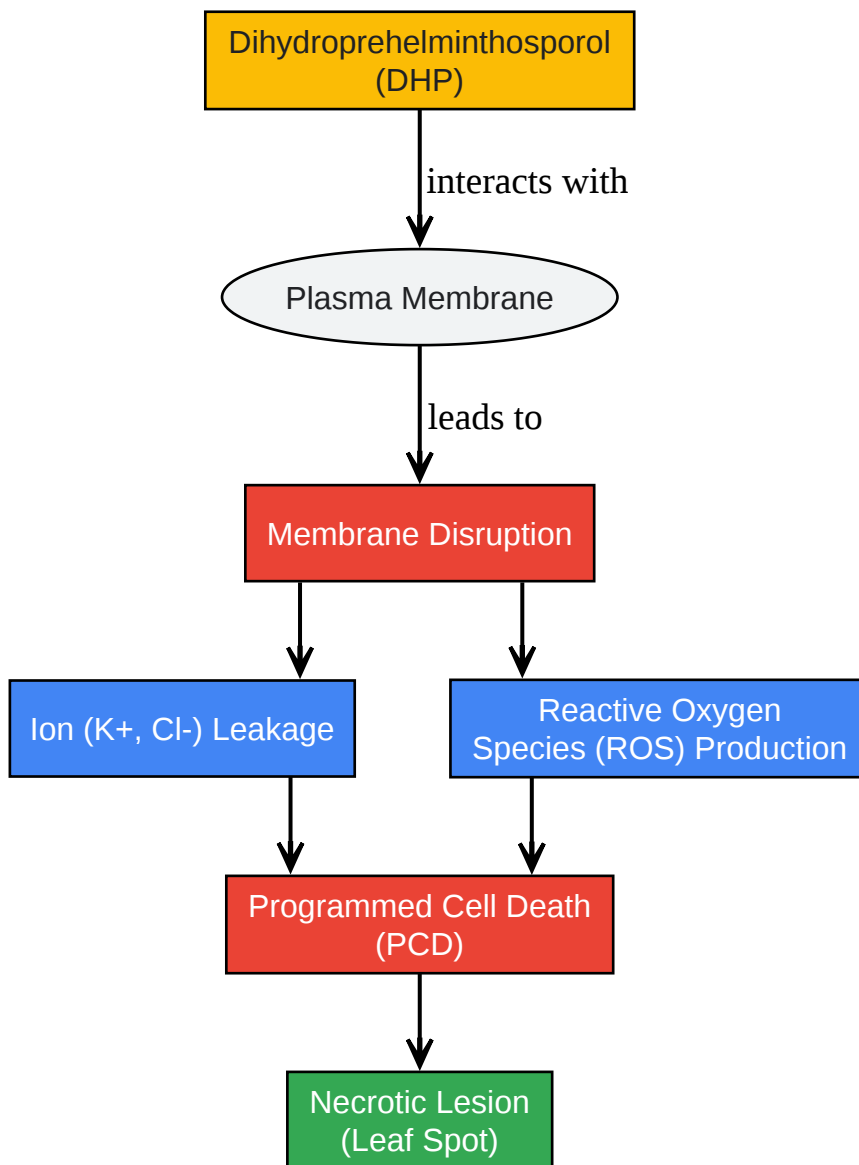 Dihydroprehelminthosporol
(DHP)
interacts with
Plasma Membrane
leads to
Membrane Disruption
Ion (K+, Cl-) Leakage
Reactive Oxygen
Species (ROS) Production
Programmed Cell Death
(PCD)
Necrotic Lesion
(Leaf Spot)